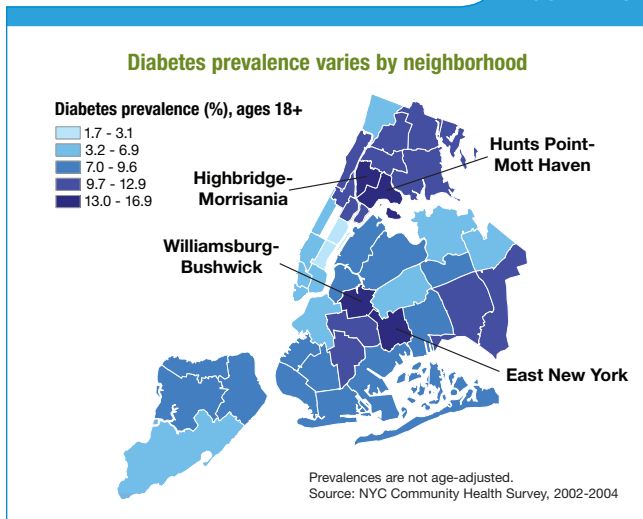 Diabetes prevalence varies by neighborhood
Diabetes prevalence (%), ages 18+
1.7 - 3.1
3.2 - 6.9
7.0 - 9.6
9.7 - 12.9
13.0 - 16.9
Hunts Point-
Mott Haven
Highbridge-
Morrisania
Williamsburg-
Bushwick
East New York
Prevalences are not age-adjusted.
Source: NYC Community Health Survey, 2002-2004